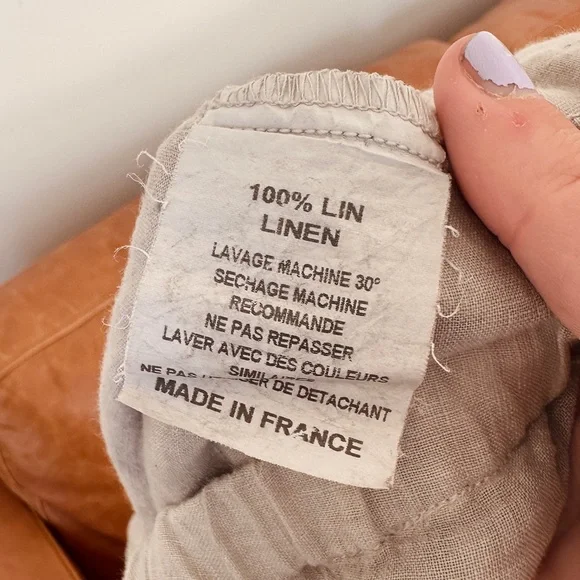 100% LIN
LINEN
LAVAGE MACHINE 30°
SECHAGE MACHINE
RECOMMANDE
NE PAS REPASSER
LAVER AVEC DES COULEURS
NE PAS DE DETACHANT
MADE IN FRANCE